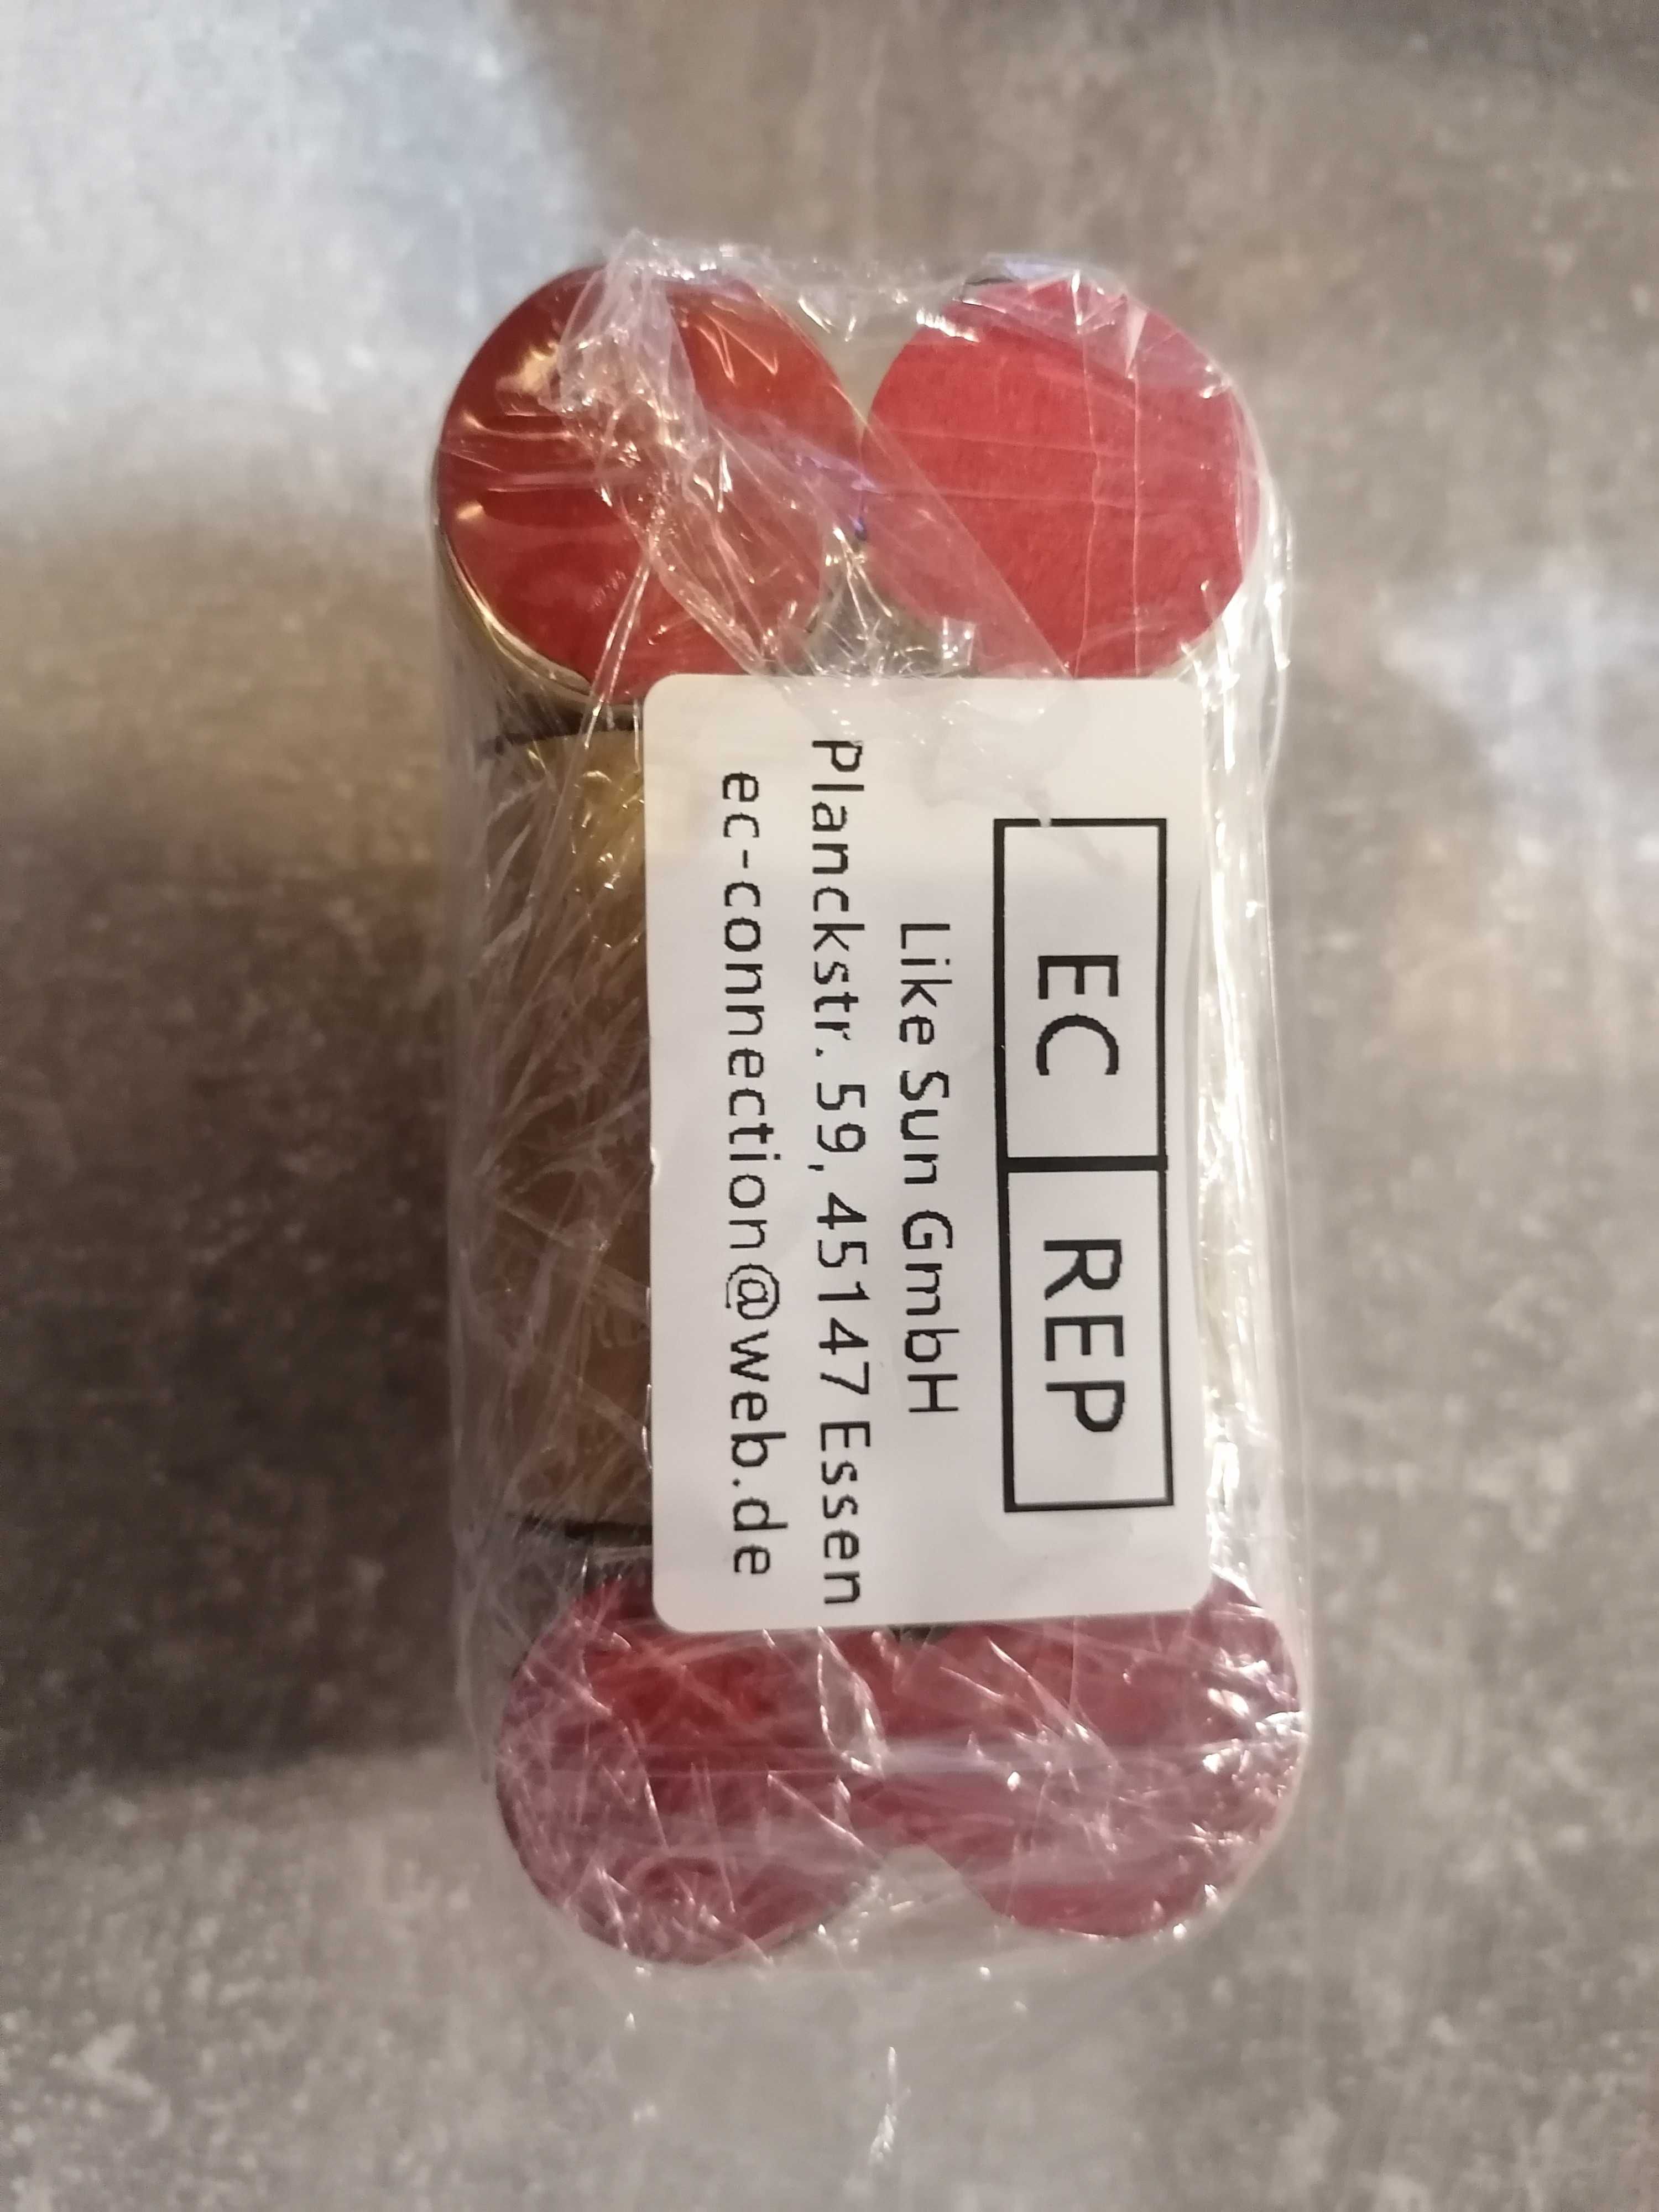 EC REP
Like Sun GmbH
Planckstr. 59, 45147 Essen
ec-connection@web.de